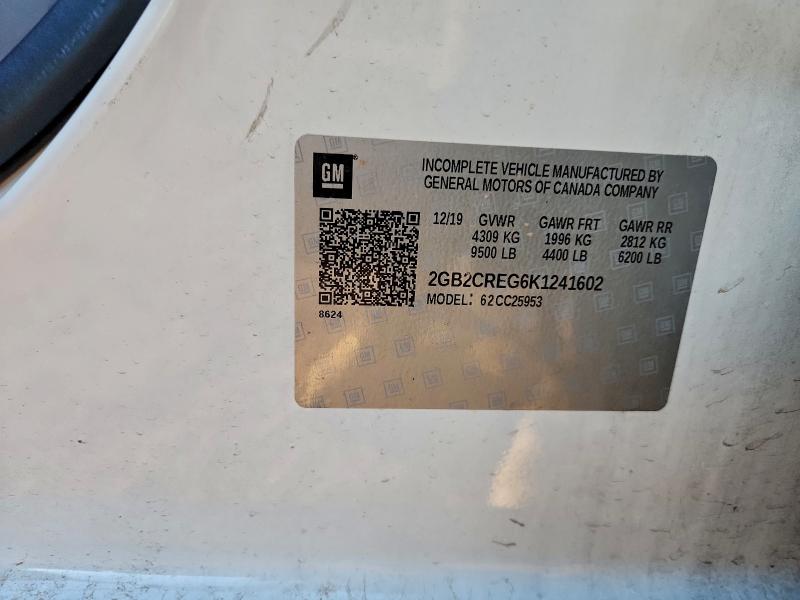 GM
INCOMPLETE VEHICLE MANUFACTURED BY
GENERAL MOTORS OF CANADA COMPANY
12/19 GVWR GAWR FRT GAWR RR
4309 KG 1996 KG 2812 KG
9500 LB 4400 LB 6200 LB
2GB2CREG6K1241602
MODEL: 62CC25953
8624